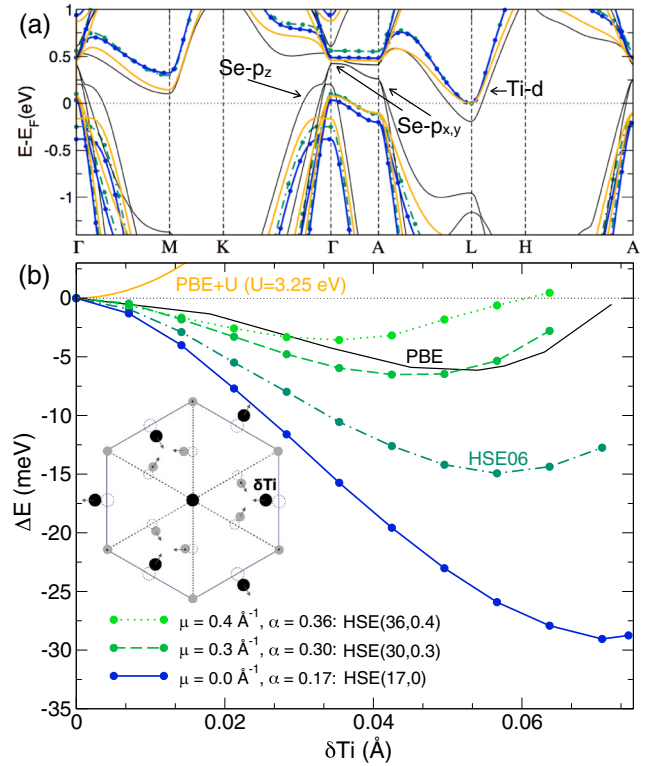 (a)
1
0.5
0
-0.5
-1
E-E_F(eV)
Se-p_z
Se-p_x,y
Ti-d
Γ M K Γ A L H A
(b)
PBE+U (U=3.25 eV)
0
-5
-10
-15
-20
-25
-30
-35
ΔE (meV)
PBE
HSE06
δTi
μ = 0.4 Å⁻¹, α = 0.36: HSE(36,0.4)
μ = 0.3 Å⁻¹, α = 0.30: HSE(30,0.3)
μ = 0.0 Å⁻¹, α = 0.17: HSE(17,0)
0 0.02 0.04 0.06
δTi (Å)